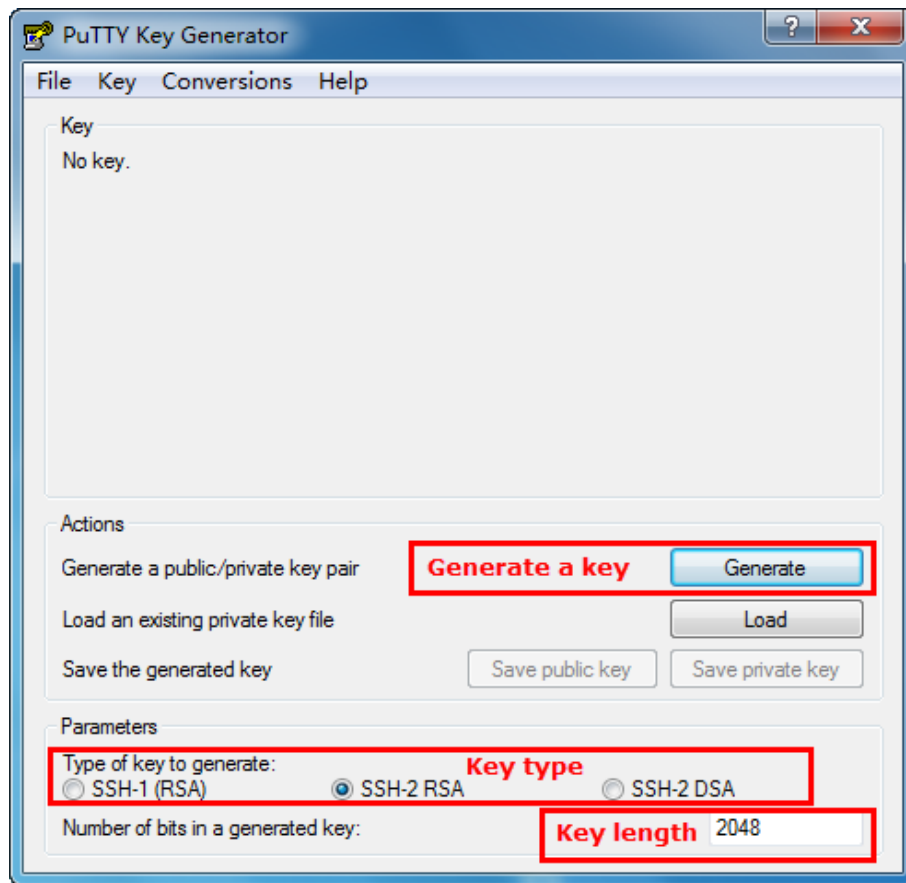 PuTTY Key Generator
?
X
File Key Conversions Help
Key
No key.
Actions
Generate a public/private key pair Generate a key Generate
Load an existing private key file Load
Save the generated key Save public key Save private key
Parameters
Type of key to generate: Key type
SSH-1 (RSA) SSH-2 RSA SSH-2 DSA
Number of bits in a generated key: Key length 2048